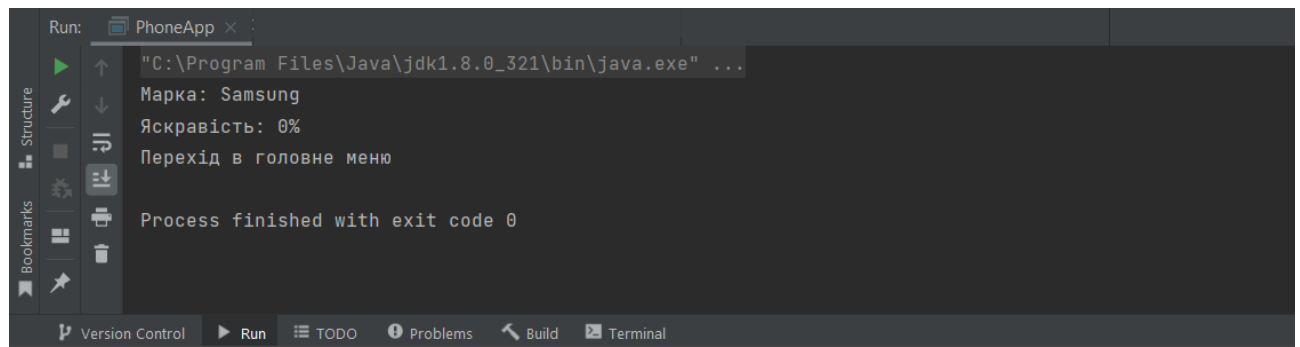 Run: PhoneApp
"C:\Program Files\Java\jdk1.8.0_321\bin\java.exe" ...
Марка: Samsung
Яскравість: 0%
Перехід в головне меню
Process finished with exit code 0
Structure
Bookmarks
Version Control Run TODO Problems Build Terminal